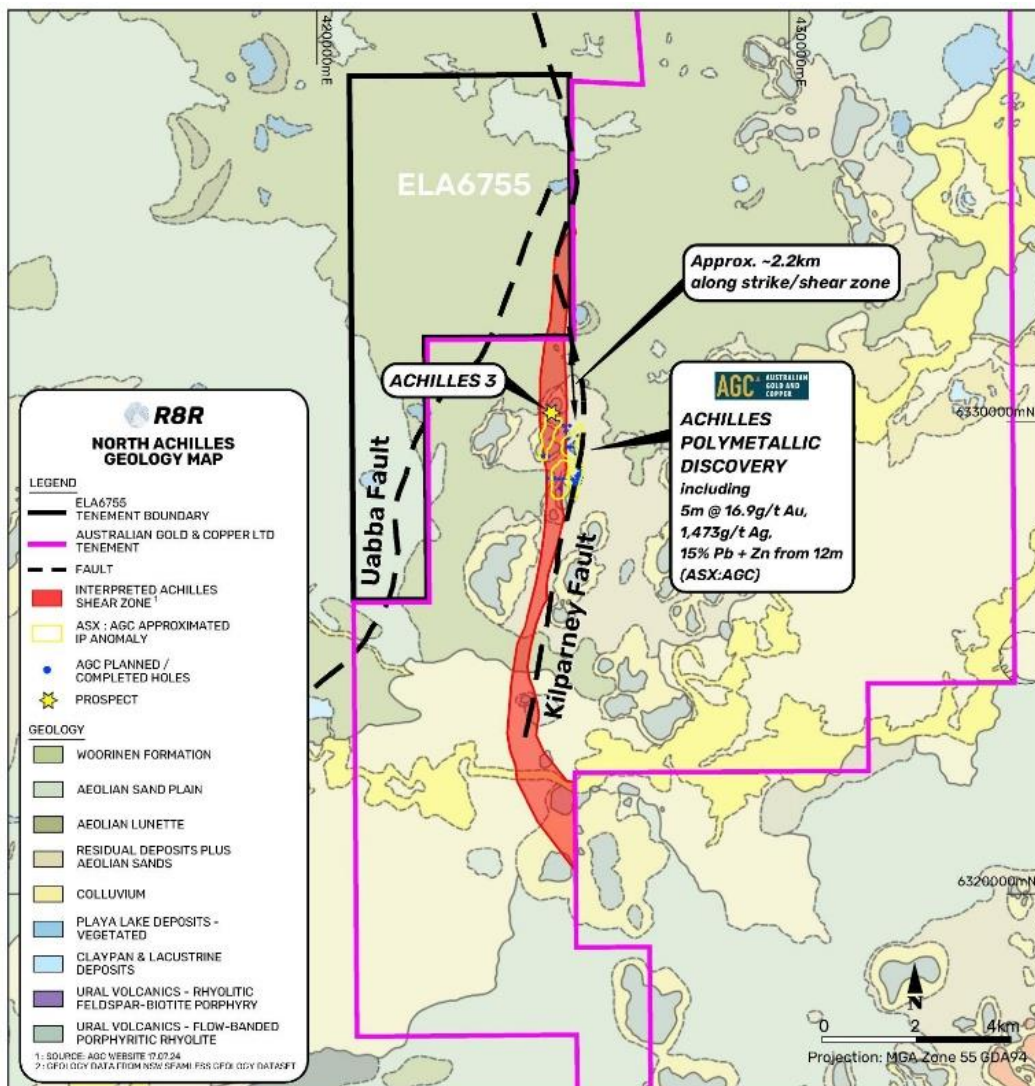 420000mE
430000mE
ELA6755
Approx. ~2.2km
along strike/shear zone
ACHILLES 3
AGC
AUSTRALIAN
GOLD AND
COPPER
ACHILLES
POLYMETALLIC
DISCOVERY
including
5m @ 16.9g/t Au,
1,473g/t Ag,
15% Pb + Zn from 12m
(ASX:AGC)
6330000mN
Uabba Fault
Kilparney Fault
6320000mN
R8R
NORTH ACHILLES
GEOLOGY MAP
LEGEND
ELA6755
TENEMENT BOUNDARY
AUSTRALIAN GOLD & COPPER LTD
TENEMENT
FAULT
INTERPRETED ACHILLES
SHEAR ZONE 1
ASX : AGC APPROXIMATED
IP ANOMALY
AGC PLANNED /
COMPLETED HOLES
PROSPECT
GEOLOGY
WOORINEN FORMATION
AEOLIAN SAND PLAIN
AEOLIAN LUNETTE
RESIDUAL DEPOSITS PLUS
AEOLIAN SANDS
COLLUVIUM
PLAYA LAKE DEPOSITS -
VEGETATED
CLAYPAN & LACUSTRINE
DEPOSITS
URAL VOLCANICS - RHYOLITIC
FELDSPAR-BIOTITE PORPHYRY
URAL VOLCANICS - FLOW-BANDED
PORPHYRITIC RHYOLITE
1 : SOURCE: AGC WEBSITE 17.07.24
2 : GEOLOGY DATA FROM NSW SEAMLESS GEOLOGY DATASET
N
0 2 4km
Projection: MGA Zone 55 GDA94